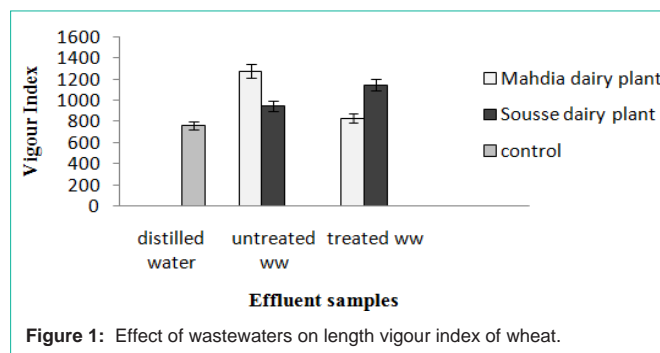 1600
1400
1200
1000
800
600
400
200
0
Vigour Index
distilled water
untreated ww
treated ww
Effluent samples
Mahdia dairy plant
Sousse dairy plant
control
Figure 1: Effect of wastewaters on length vigour index of wheat.